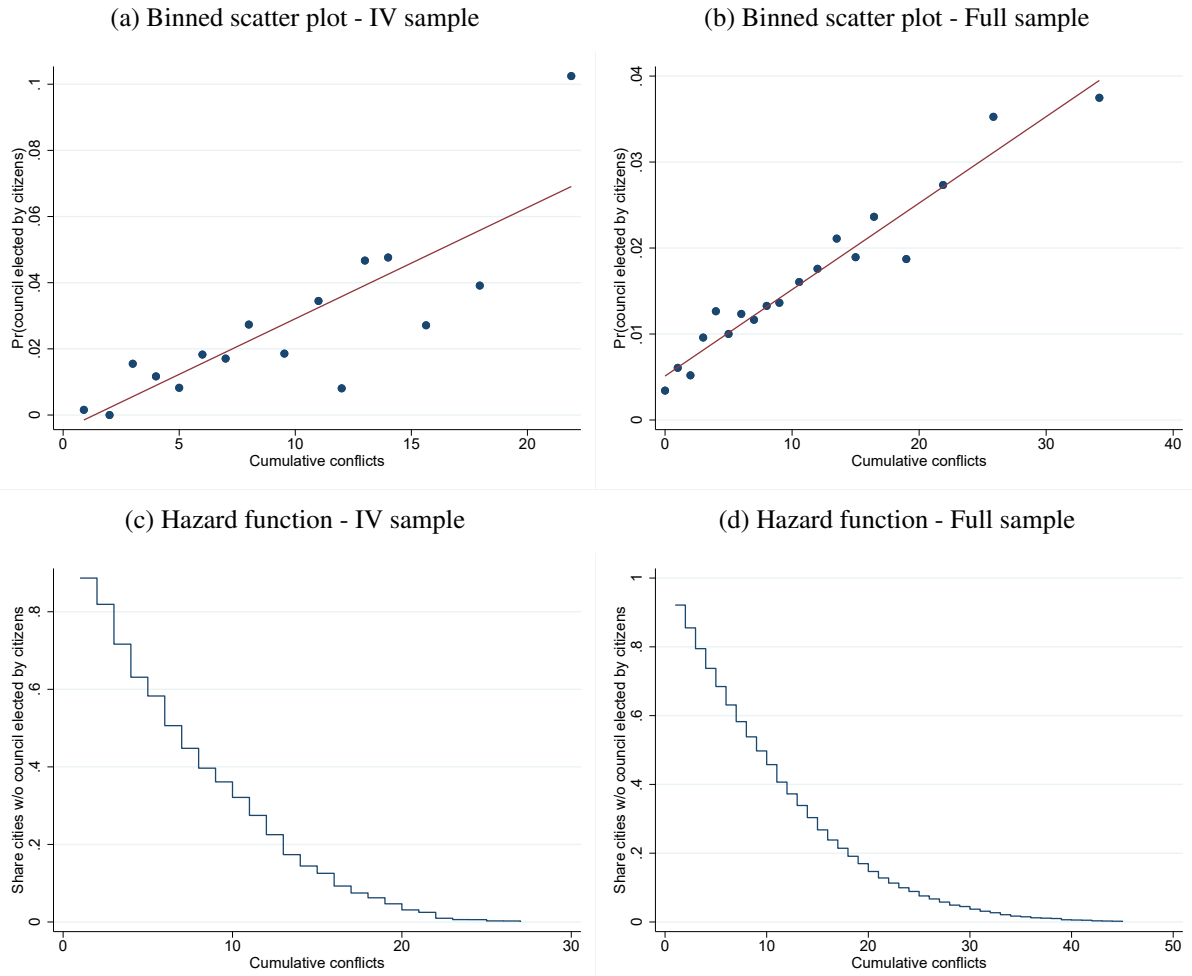 (a) Binned scatter plot - IV sample
Pr(council elected by citizens)
.1
.08
.06
.04
.02
0
0 5 10 15 20
Cumulative conflicts
(b) Binned scatter plot - Full sample
Pr(council elected by citizens)
.04
.03
.02
.01
0
0 10 20 30 40
Cumulative conflicts
(c) Hazard function - IV sample
Share cities w/o council elected by citizens
.8
.6
.4
.2
0
0 10 20 30
Cumulative conflicts
(d) Hazard function - Full sample
Share cities w/o council elected by citizens
1
.8
.6
.4
.2
0
0 10 20 30 40 50
Cumulative conflicts